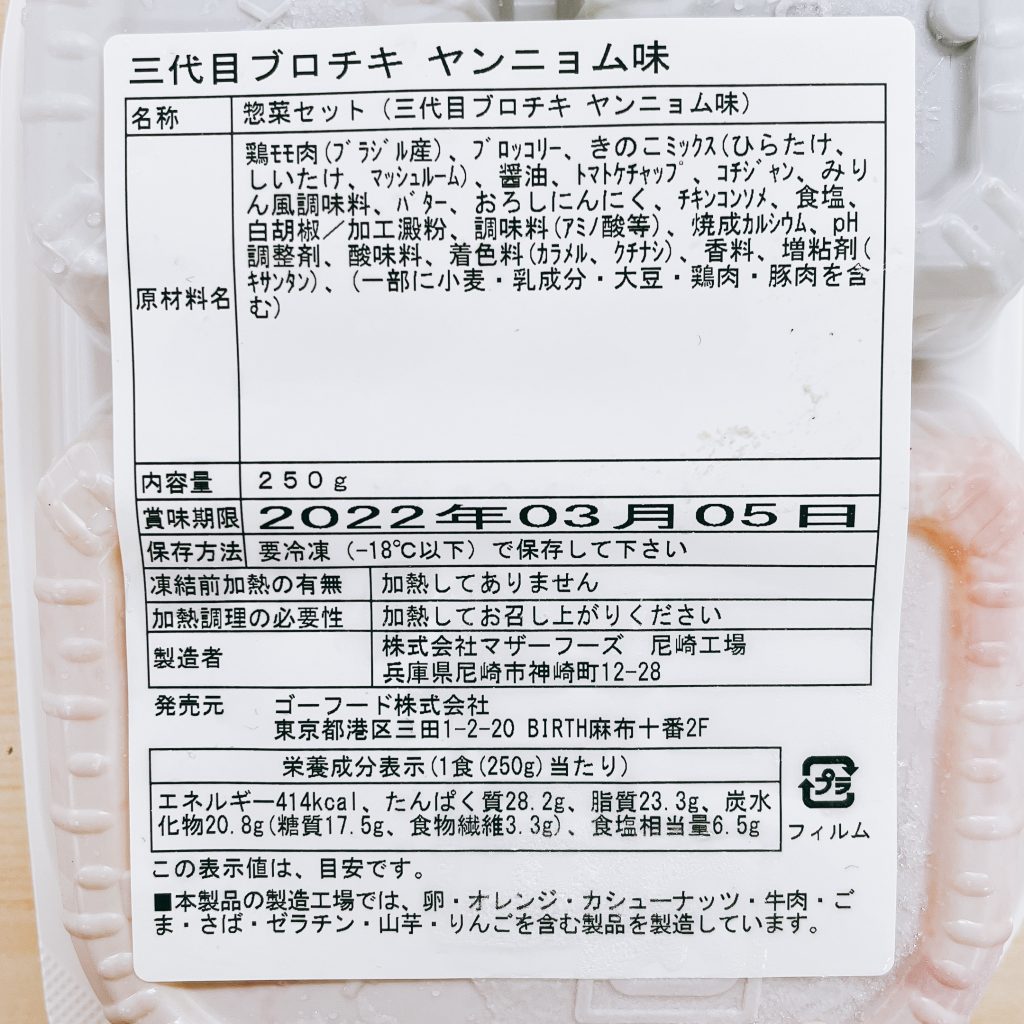 三代目ブロチキ ヤンニョム味
名称
惣菜セット (三代目ブロチキ ヤンニョム味)
原材料名
鶏ﾓﾓ肉(ﾌﾞﾗｼﾞﾙ産)、ﾌﾞﾛｯｺﾘｰ、きのこﾐｯｸｽ(ひらたけ、
しいたけ、ﾏｯｼｭﾙｰﾑ)、醤油、ﾄﾏﾄｹﾁｬｯﾌﾟ、ｺﾁｼﾞｬﾝ、みり
ん風調味料、ﾊﾞﾀｰ、おろしにんにく、ﾁｷﾝｺﾝｿﾒ、食塩、
白胡椒／加工澱粉、調味料(ｱﾐﾉ酸等)、焼成ｶﾙｼｳﾑ、pH
調整剤、酸味料、着色料(ｶﾗﾒﾙ、ｸﾁﾅｼ)、香料、増粘剤(
ｷｻﾝﾀﾝ)、(一部に小麦・乳成分・大豆・鶏肉・豚肉を含
む)
内容量
２５０ｇ
賞味期限
2022年03月05日
保存方法
要冷凍 (-18℃以下) で保存して下さい
凍結前加熱の有無
加熱してありません
加熱調理の必要性
加熱してお召し上がりください
製造者
株式会社マザーフーズ 尼崎工場
兵庫県尼崎市神崎町12-28
発売元
ゴーフード株式会社
東京都港区三田1-2-20 BIRTH麻布十番2F
栄養成分表示(1食(250g)当たり)
エネルギー414kcal、たんぱく質28.2g、脂質23.3g、炭水
化物20.8g(糖質17.5g、食物繊維3.3g)、食塩相当量6.5g
プラ
フィルム
この表示値は、目安です。
■本製品の製造工場では、卵・オレンジ・カシューナッツ・牛肉・ご
ま・さば・ゼラチン・山芋・りんごを含む製品を製造しています。